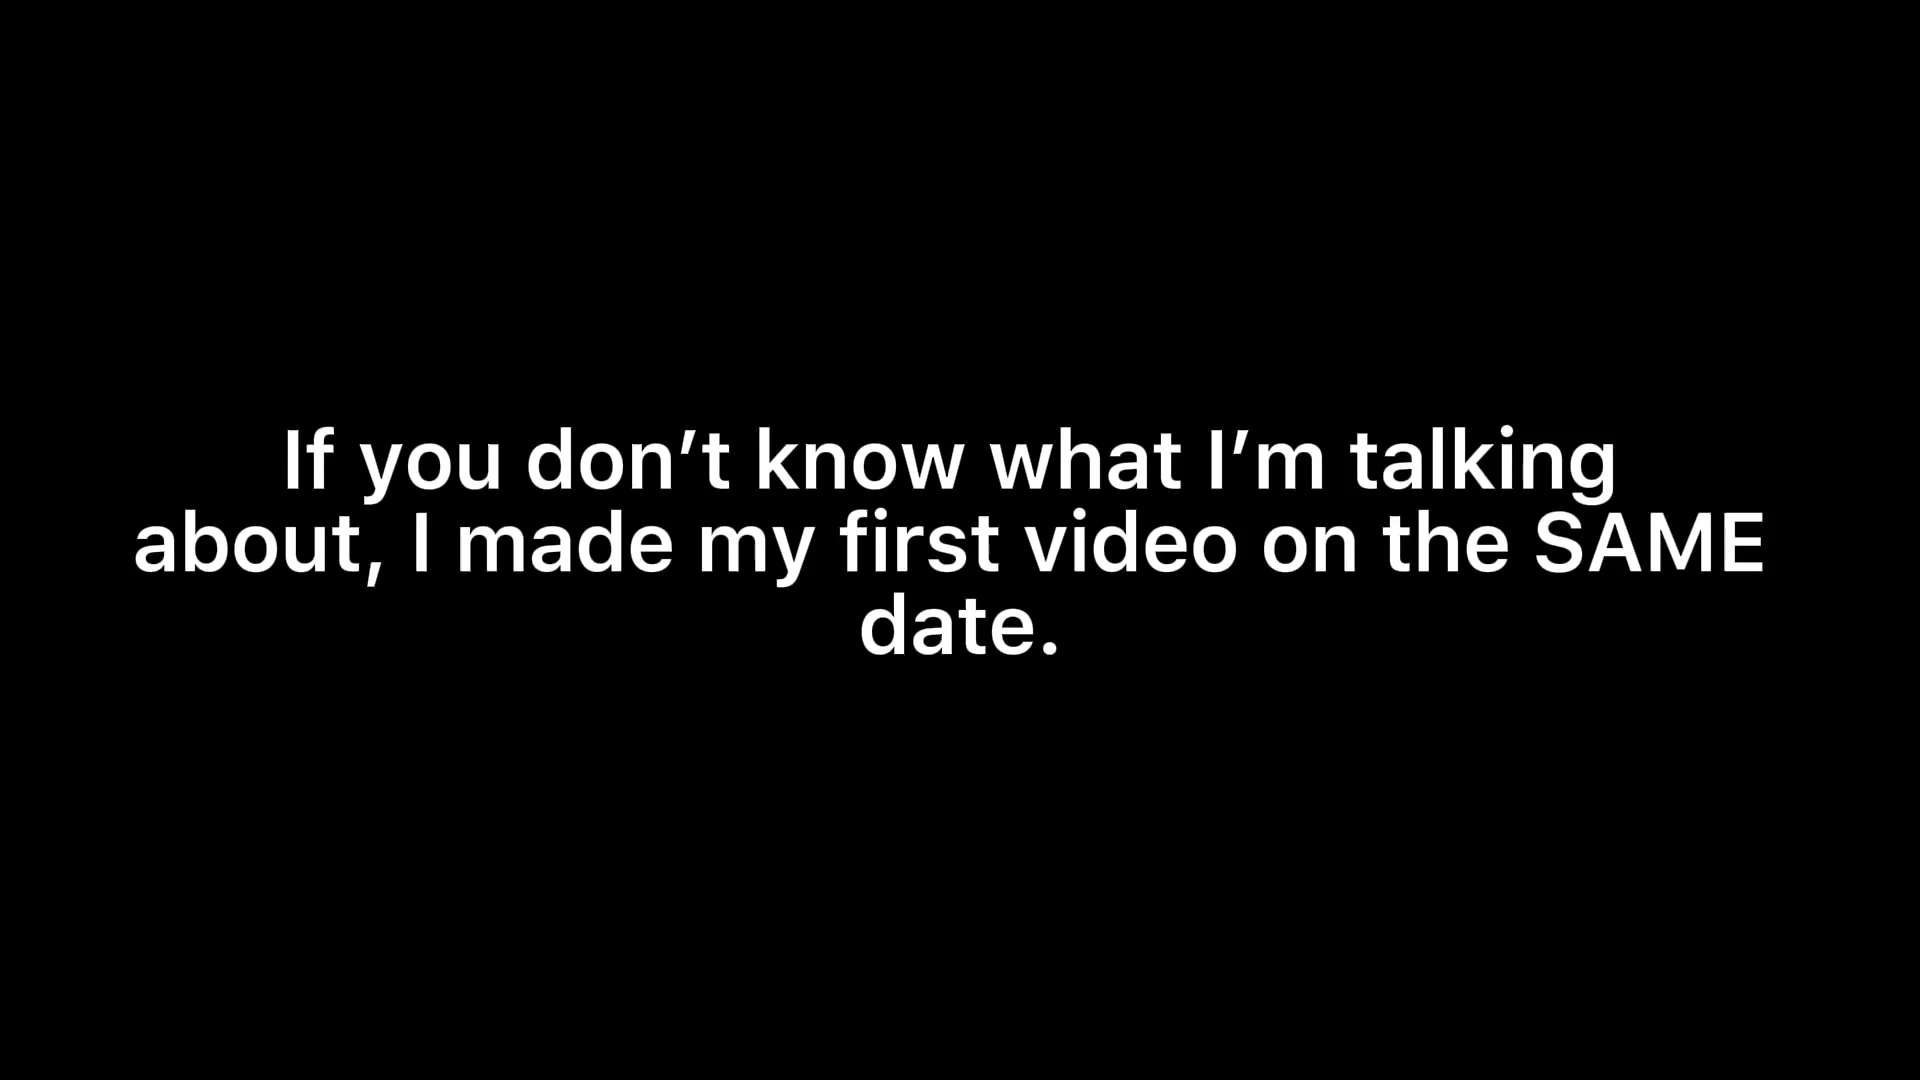 If you don’t know what I’m talking
about, I made my first video on the SAME
date.